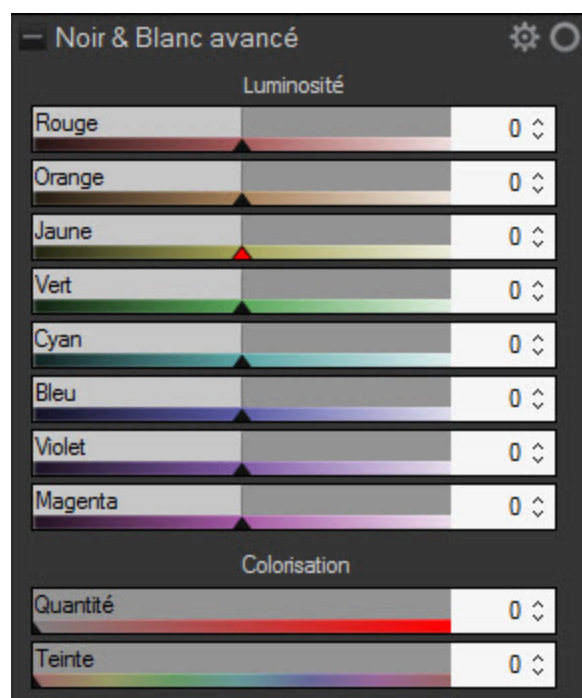 Noir & Blanc avancé
Luminosité
Rouge 0
Orange 0
Jaune 0
Vert 0
Cyan 0
Bleu 0
Violet 0
Magenta 0
Colorisation
Quantité 0
Teinte 0